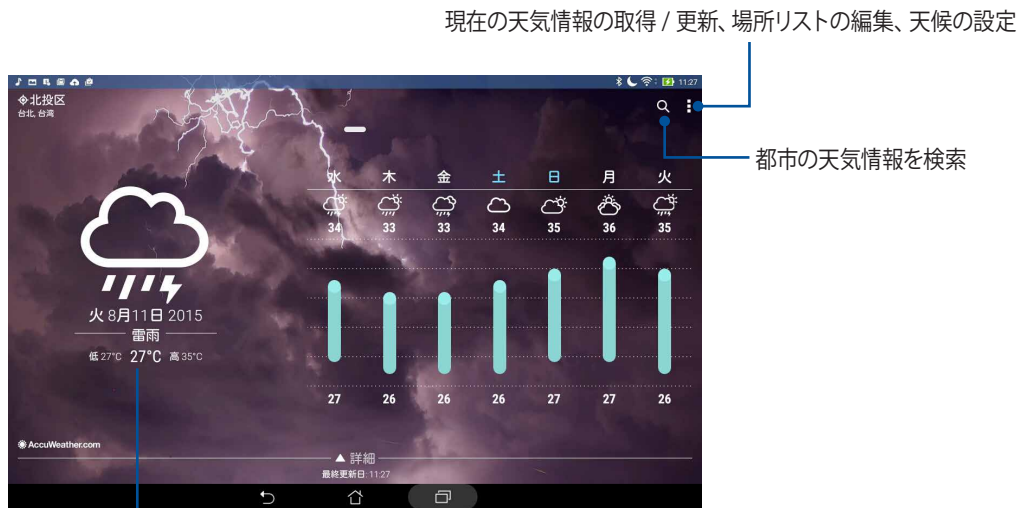 現在の天気情報の取得 / 更新、場所リストの編集、天候の設定
11:27
北投区
台北, 台湾
都市の天気情報を検索
水 木 金 土 日 月 火
34 33 33 34 35 36 35
火 8月11日 2015
雷雨
低 27°C 27°C 高 35°C
27 26 26 26 27 27 26
AccuWeather.com
詳細
最終更新日: 11:27